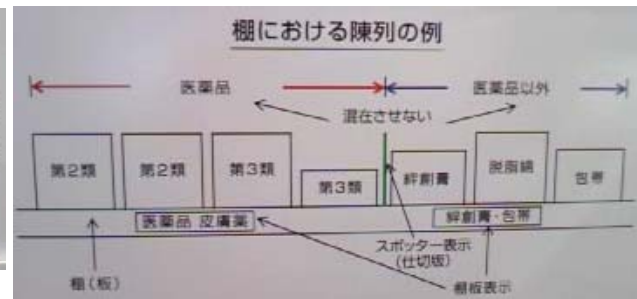 棚における陳列の例
医薬品
医薬品以外
混在させない
第2類
第2類
第3類
第3類
絆創膏
脱脂綿
包帯
医薬品 皮膚薬
絆創膏・包帯
スポッター表示
(仕切版)
棚(板)
棚板表示